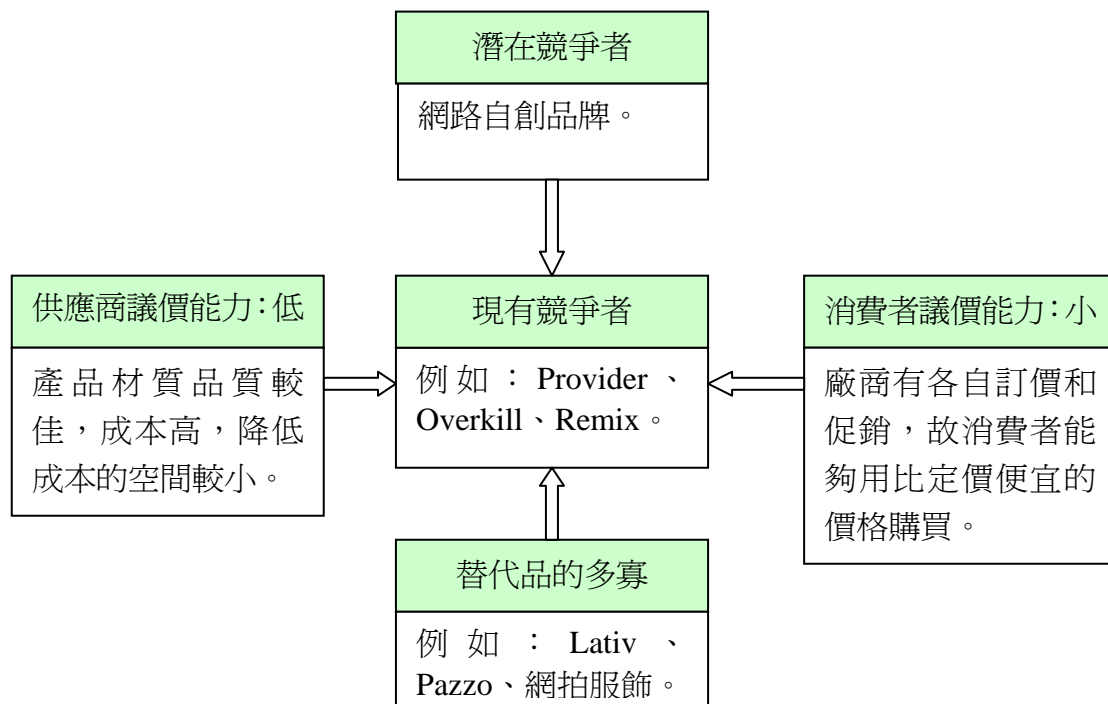 潛在競爭者
網路自創品牌。
供應商議價能力：低
產品材質品質較
佳，成本高，降低
成本的空間較小。
現有競爭者
例如：Provider、
Overkill、Remix。
消費者議價能力：小
廠商有各自訂價和
促銷，故消費者能
夠用比定價便宜的
價格購買。
替代品的多寡
例如：Lativ、
Pazzo、網拍服飾。